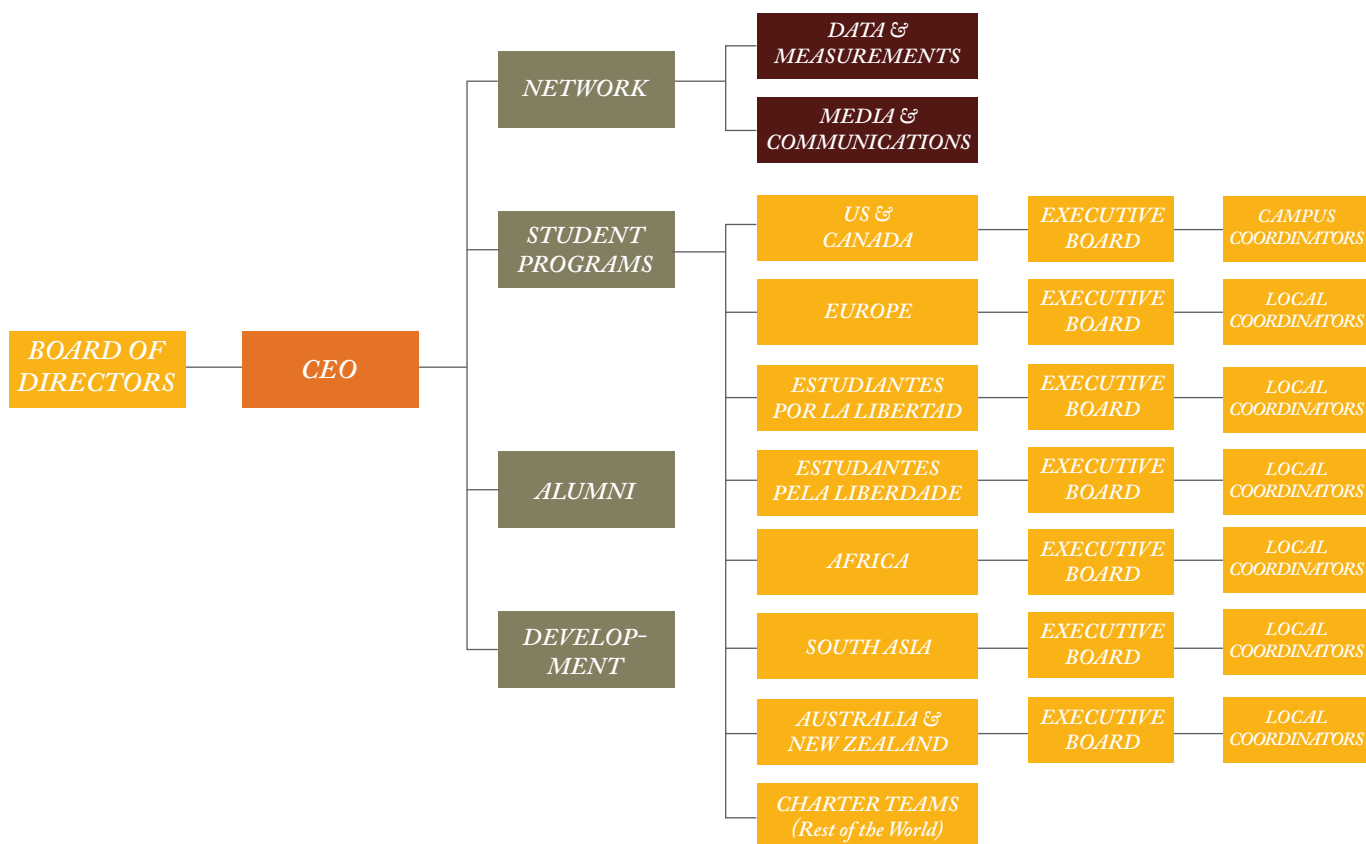 DATA &
MEASUREMENTS
NETWORK
MEDIA &
COMMUNICATIONS
US &
CANADA
EXECUTIVE
BOARD
CAMPUS
COORDINATORS
STUDENT
PROGRAMS
EUROPE
EXECUTIVE
BOARD
LOCAL
COORDINATORS
BOARD OF
DIRECTORS
CEO
ESTUDIANTES
POR LA LIBERTAD
EXECUTIVE
BOARD
LOCAL
COORDINATORS
ALUMNI
ESTUDANTES
PELA LIBERDADE
EXECUTIVE
BOARD
LOCAL
COORDINATORS
AFRICA
EXECUTIVE
BOARD
LOCAL
COORDINATORS
DEVELOP-
MENT
SOUTH ASIA
EXECUTIVE
BOARD
LOCAL
COORDINATORS
AUSTRALIA &
NEW ZEALAND
EXECUTIVE
BOARD
LOCAL
COORDINATORS
CHARTER TEAMS
(Rest of the World)